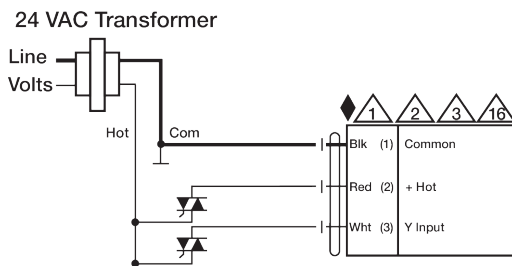 24 VAC Transformer
Line
Volts
Hot
Com
1 2 3 16
Blk (1) Common
Red (2) + Hot
Wht (3) Y Input